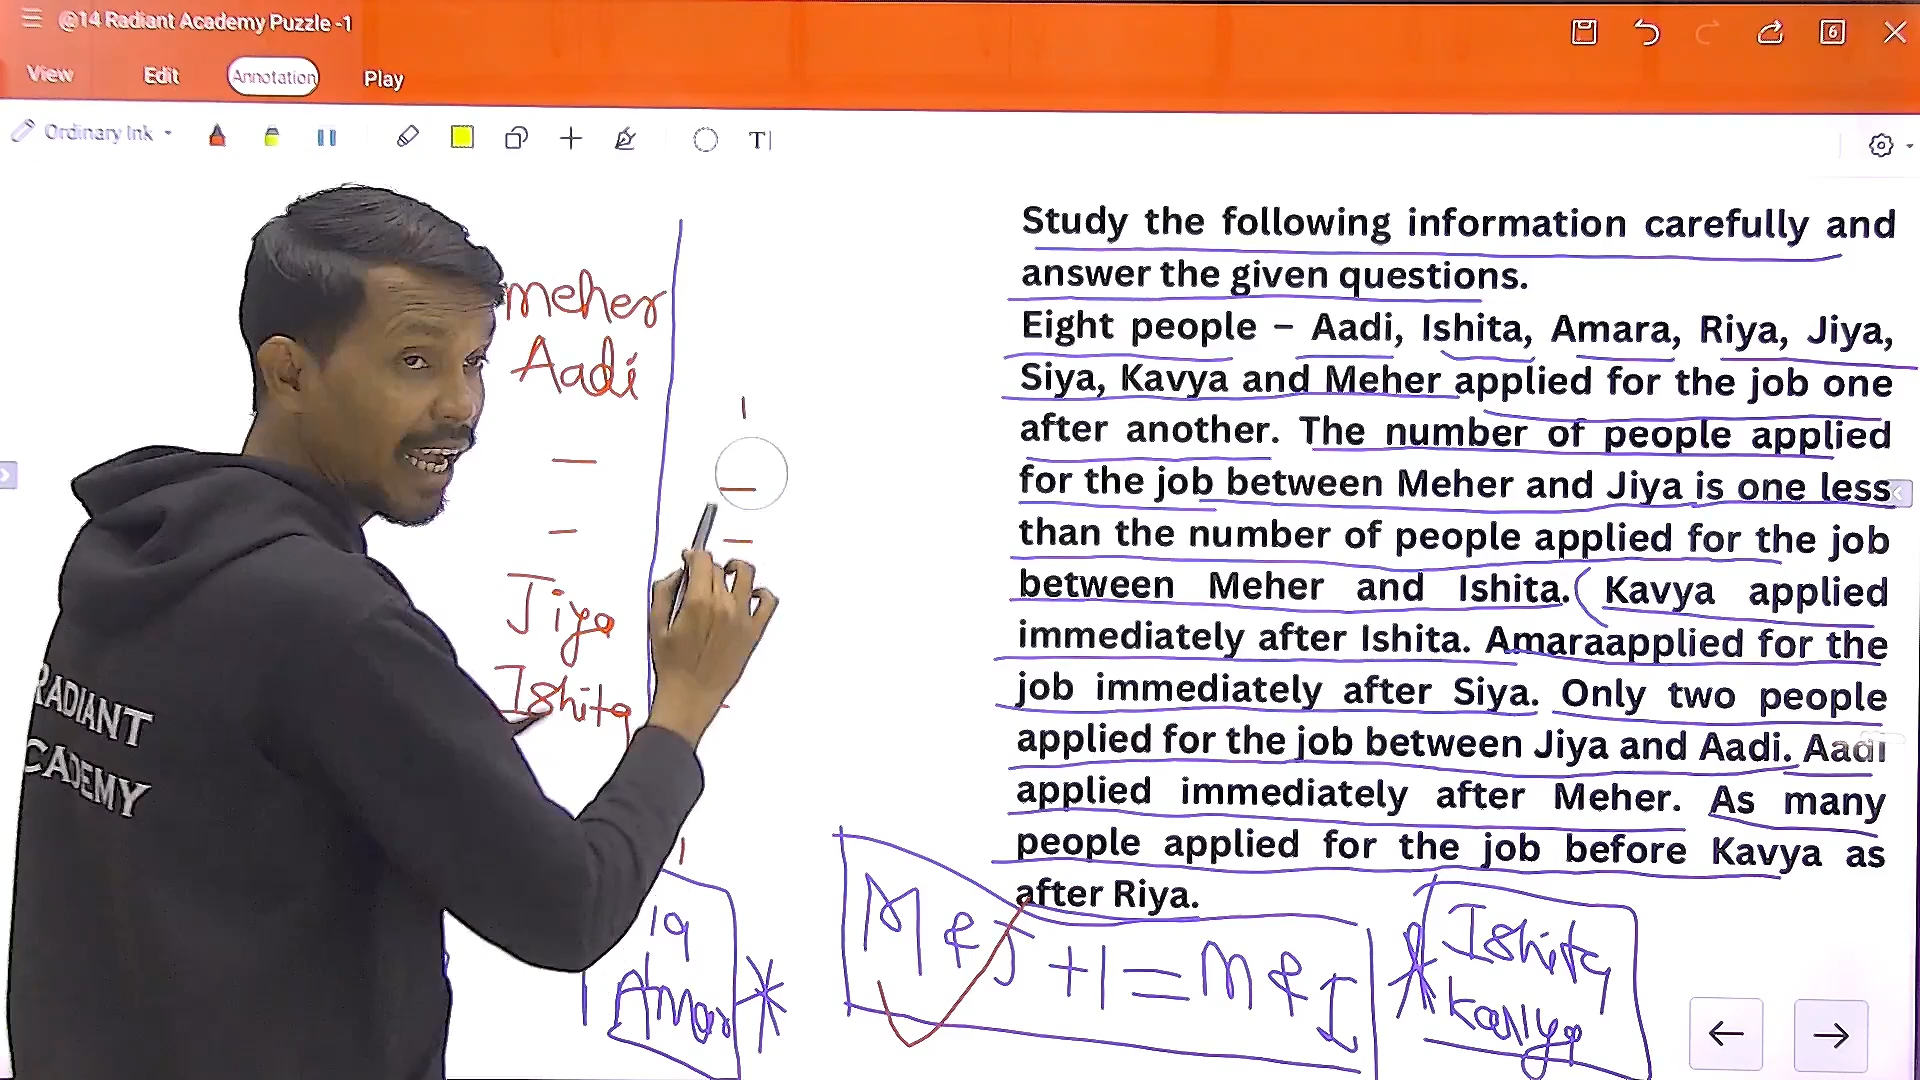 @14 Radiant Academy Puzzle -1
View Edit Annotation Play
6
Ordinary Ink
T|
Study the following information carefully and
answer the given questions.
Eight people – Aadi, Ishita, Amara, Riya, Jiya,
Siya, Kavya and Meher applied for the job one
after another. The number of people applied
for the job between Meher and Jiya is one less
than the number of people applied for the job
between Meher and Ishita. Kavya applied
immediately after Ishita. Amaraapplied for the
job immediately after Siya. Only two people
applied for the job between Jiya and Aadi. Aadi
applied immediately after Meher. As many
people applied for the job before Kavya as
after Riya.
meher
Aadi
Jiya
Ishita
RADIANT
CADEMY
M & J +1 = M & I
Ishita
Kavya